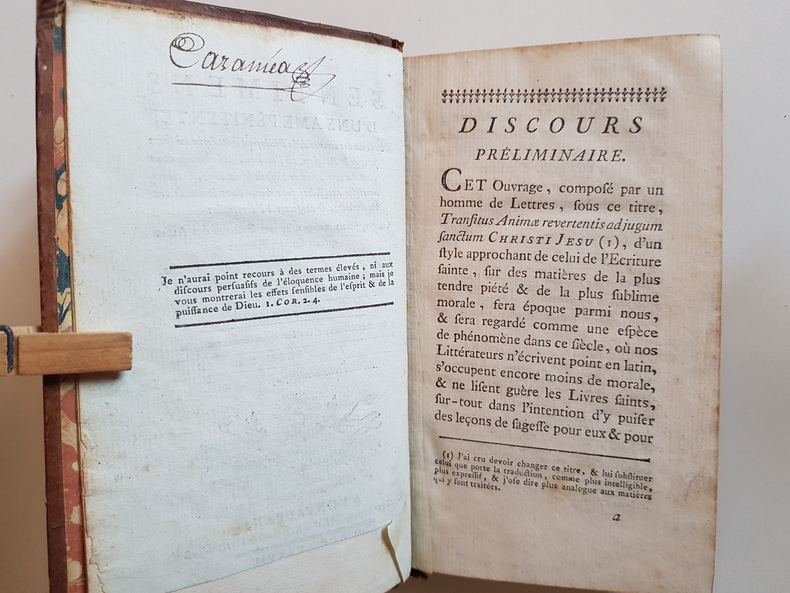 Caraméa
Je n'aurai point recours à des termes élevés, ni aux
discours persuasifs de l'éloquence humaine; mais je
vous montrerai les effets ſenſibles de l'eſprit & de la
puiſſance de Dieu. 1. COR. 2. 4.
DISCOURS
PRÉLIMINAIRE.
CET Ouvrage, compoſé par un
homme de Lettres, ſous ce titre,
Tranſitus Animæ revertentis ad jugum
ſanctum CHRISTI JESU (1), d'un
ſtyle approchant de celui de l'Ecriture
ſainte, ſur des matières de la plus
tendre piété & de la plus ſublime
morale, ſera époque parmi nous,
& ſera regardé comme une eſpèce
de phénomène dans ce ſiècle, où nos
Littérateurs n'écrivent point en latin,
s'occupent encore moins de morale,
& ne liſent guère les Livres ſaints,
ſur-tout dans l'intention d'y puiſer
des leçons de ſageſſe pour eux & pour
(1) J'ai cru devoir changer ce titre, & lui ſubſtituer
celui que porte la traduction, comme plus intelligible,
plus expreſſif, & j'oſe dire plus analogue aux matières
qui y ſont traitées.
a